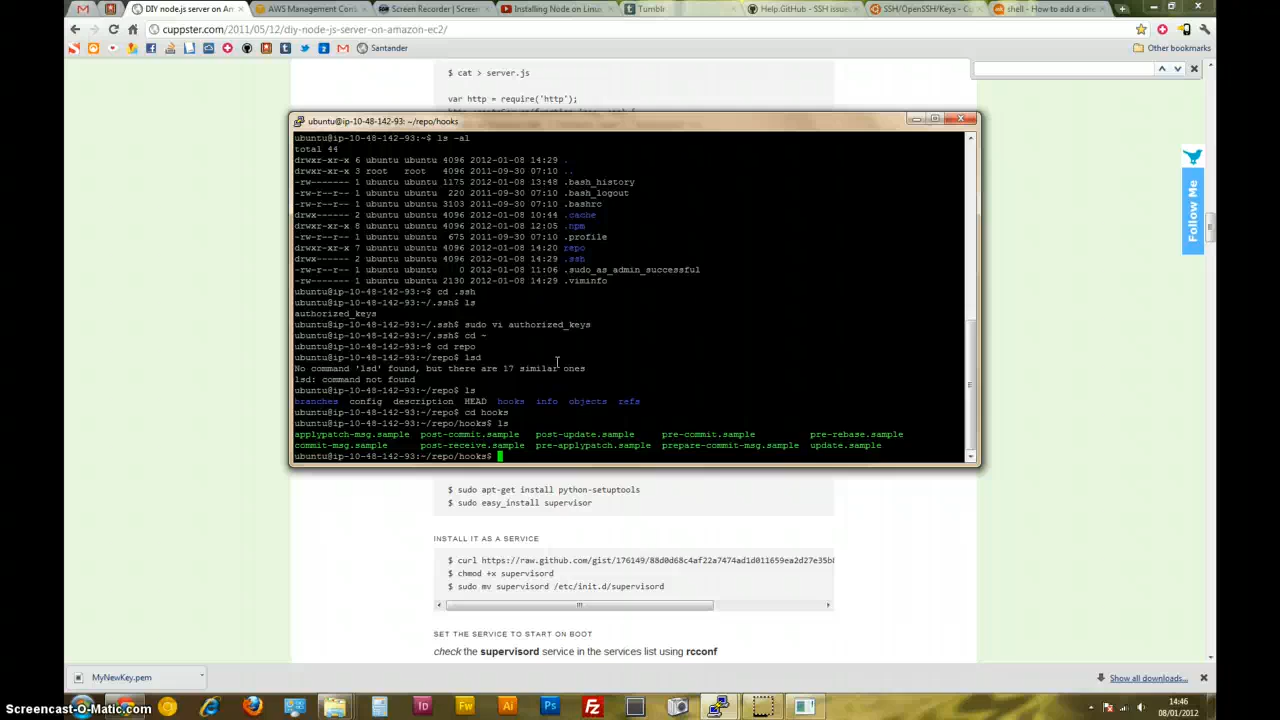 DIY node.js server on Am
AWS Management Con
Screen Recorder | Screen
Installing Node on Linu
Tumblr
Help.GitHub - SSH issue
SSH/OpenSSH/Keys - C
shell - How to add a dire
cuppster.com/2011/05/12/diy-node-js-server-on-amazon-ec2/
Santander
Other bookmarks
$ cat > server.js
var http = require('http');
ubuntu@ip-10-48-142-93: ~/repo/hooks
ubuntu@ip-10-48-142-93:~$ ls -al
total 44
drwxr-xr-x 6 ubuntu ubuntu 4096 2012-01-08 14:29 .
drwxr-xr-x 3 root   root   4096 2011-09-30 07:10 ..
-rw------- 1 ubuntu ubuntu 1175 2012-01-08 13:48 .bash_history
-rw-r--r-- 1 ubuntu ubuntu  220 2011-09-30 07:10 .bash_logout
-rw-r--r-- 1 ubuntu ubuntu 3103 2011-09-30 07:10 .bashrc
drwx------ 2 ubuntu ubuntu 4096 2012-01-08 10:44 .cache
drwxr-xr-x 8 ubuntu ubuntu 4096 2012-01-08 12:05 .npm
-rw-r--r-- 1 ubuntu ubuntu  675 2011-09-30 07:10 .profile
drwxr-xr-x 7 ubuntu ubuntu 4096 2012-01-08 14:20 repo
drwx------ 2 ubuntu ubuntu 4096 2012-01-08 14:29 .ssh
-rw-r--r-- 1 ubuntu ubuntu    0 2012-01-08 11:06 .sudo_as_admin_successful
-rw------- 1 ubuntu ubuntu 2130 2012-01-08 14:29 .viminfo
ubuntu@ip-10-48-142-93:~$ cd .ssh
ubuntu@ip-10-48-142-93:~/.ssh$ ls
authorized_keys
ubuntu@ip-10-48-142-93:~/.ssh$ sudo vi authorized_keys
ubuntu@ip-10-48-142-93:~/.ssh$ cd ~
ubuntu@ip-10-48-142-93:~$ cd repo
ubuntu@ip-10-48-142-93:~/repo$ lsd
No command 'lsd' found, but there are 17 similar ones
lsd: command not found
ubuntu@ip-10-48-142-93:~/repo$ ls
branches  config  description  HEAD  hooks  info  objects  refs
ubuntu@ip-10-48-142-93:~/repo$ cd hooks
ubuntu@ip-10-48-142-93:~/repo/hooks$ ls
applypatch-msg.sample  post-commit.sample  post-update.sample  pre-commit.sample  pre-rebase.sample
commit-msg.sample  post-receive.sample  pre-applypatch.sample  prepare-commit-msg.sample  update.sample
ubuntu@ip-10-48-142-93:~/repo/hooks$
Follow Me
$ sudo apt-get install python-setuptools
$ sudo easy_install supervisor
INSTALL IT AS A SERVICE
$ curl https://raw.github.com/gist/176149/88d0d68c4af22a7474ad1d011659ea2d27e35b8
$ chmod +x supervisord
$ sudo mv supervisord /etc/init.d/supervisord
SET THE SERVICE TO START ON BOOT
check the supervisord service in the services list using rcconf
MyNewKey.pem
Show all downloads...
Screencast-O-Matic.com
14:46
08/01/2012